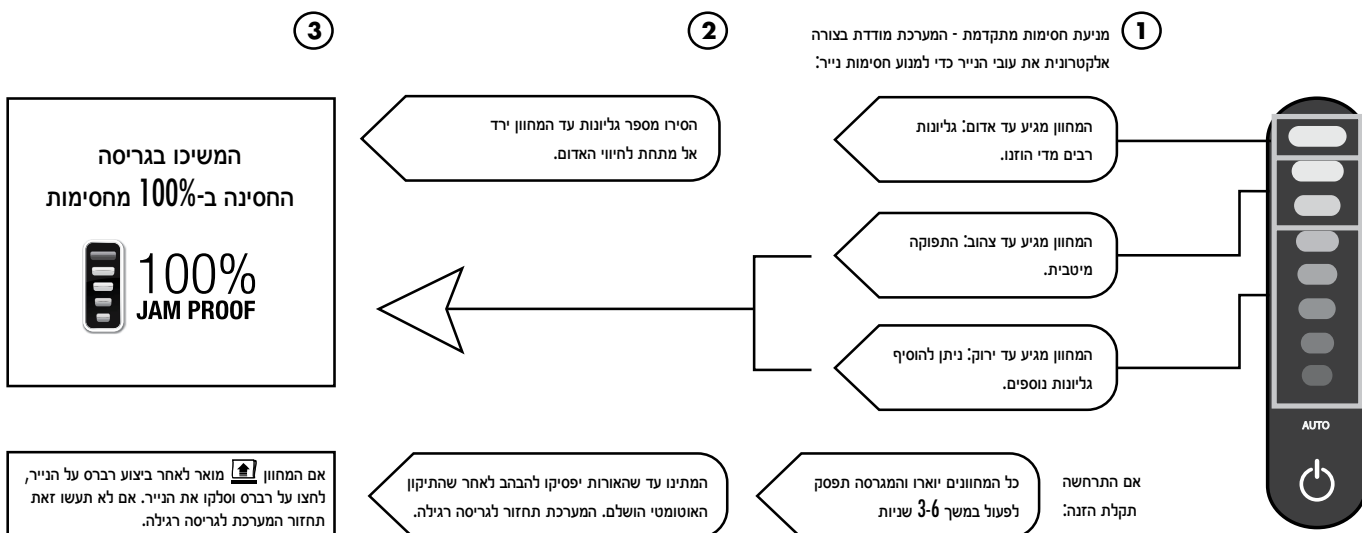 1
מניעת חסימות מתקדמת - המערכת מודדת בצורה
אלקטרונית את עובי הנייר כדי למנוע חסימות נייר:
המחוון מגיע עד אדום: גליונות
רבים מדי הוזנו.
המחוון מגיע עד צהוב: התפוקה
מיטבית.
המחוון מגיע עד ירוק: ניתן להוסיף
גליונות נוספים.
AUTO
2
הסירו מספר גליונות עד המחוון ירד
אל מתחת לחיווי האדום.
3
המשיכו בגריסה
החסינה ב-100% מחסימות
100%
JAM PROOF
אם התרחשה
תקלת הזנה:
כל המחוונים יוארו והמגרסה תפסק
לפעול במשך 3-6 שניות
המתינו עד שהאורות יפסיקו להבהב לאחר שהתיקון
האוטומטי הושלם. המערכת תחזור לגריסה רגילה.
אם המחוון מואר לאחר ביצוע רברס על הנייר,
לחצו על רברס וסלקו את הנייר. אם לא תעשו זאת
תחזור המערכת לגריסה רגילה.